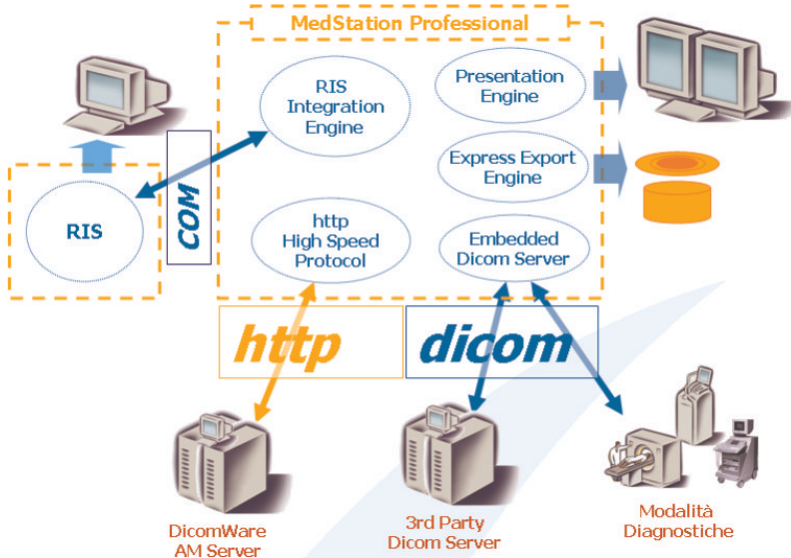 MedStation Professional
RIS
Integration
Engine
Presentation
Engine
Express Export
Engine
COM
RIS
http
High Speed
Protocol
Embedded
Dicom Server
http
dicom
DicomWare
AM Server
3rd Party
Dicom Server
Modalità
Diagnostiche